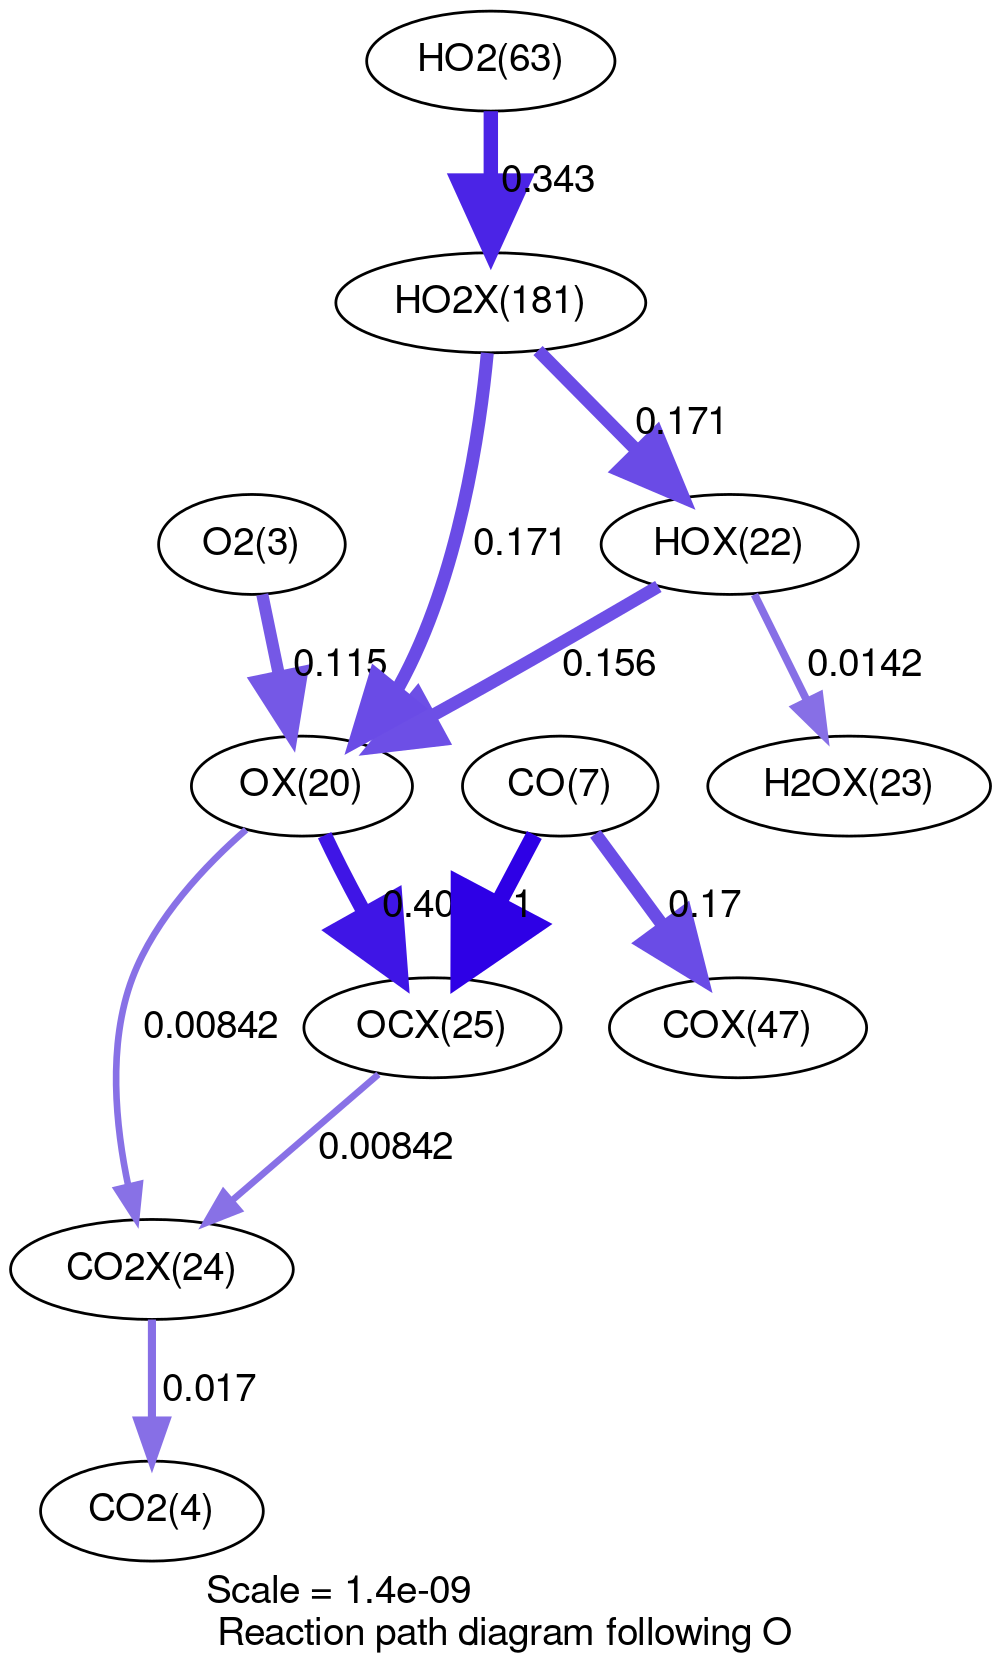 HO2(63)
0.343
HO2X(181)
0.171
0.171
O2(3)
HOX(22)
0.115
0.156
0.0142
OX(20)
CO(7)
H2OX(23)
1
0.17
OCX(25)
COX(47)
0.00842
0.00842
CO2X(24)
0.017
CO2(4)
Scale = 1.4e-09
Reaction path diagram following O